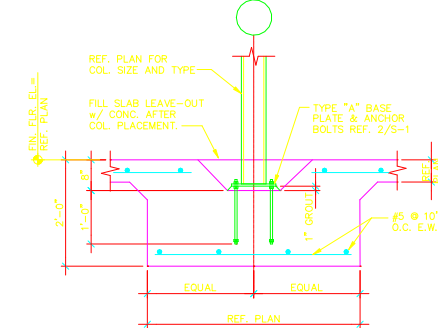 REF. PLAN FOR
COL. SIZE AND TYPE
FILL SLAB LEAVE-OUT
w/ CONC. AFTER
COL. PLACEMENT.
TYPE "A" BASE
PLATE & ANCHOR
BOLTS REF. 2/S-1
FIN. FLR. EL =
REF. PLAN
2'-0"
1'-0"
8"
1" GROUT
#5 @ 10"
O.C. E.W.
EQUAL
EQUAL
REF. PLAN